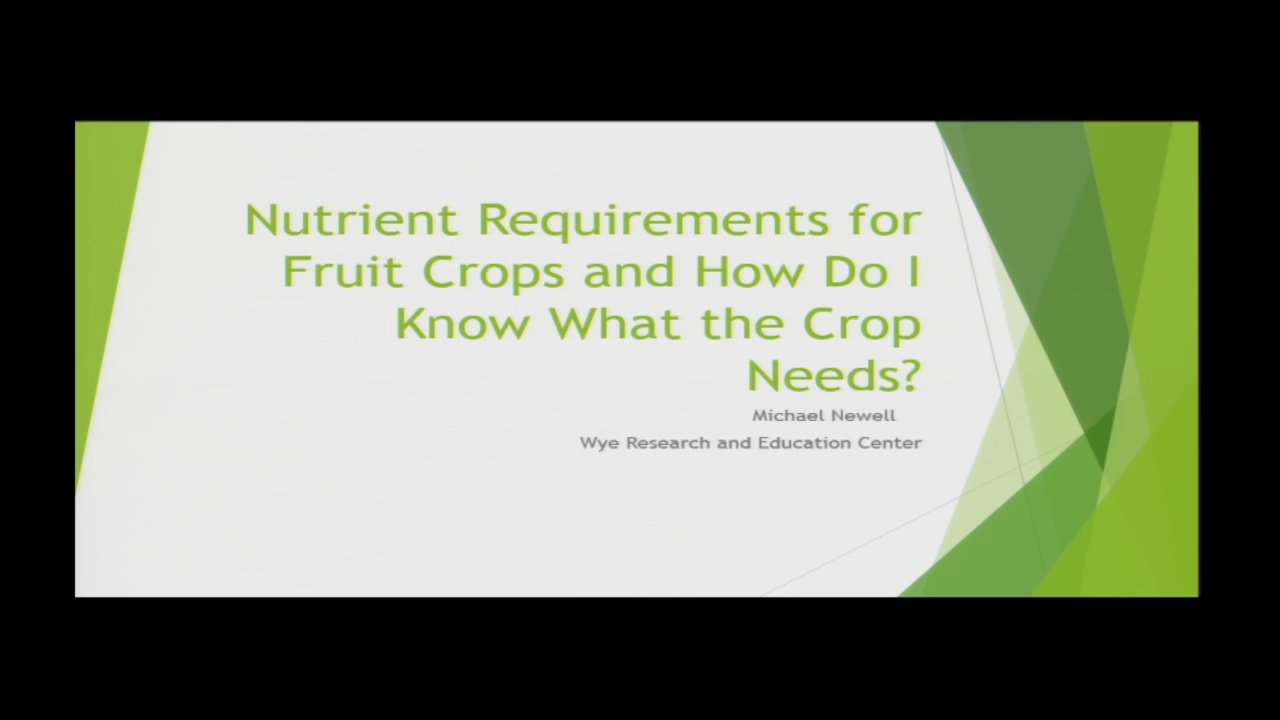 Nutrient Requirements for
Fruit Crops and How Do I
Know What the Crop
Needs?
Michael Newell
Wye Research and Education Center